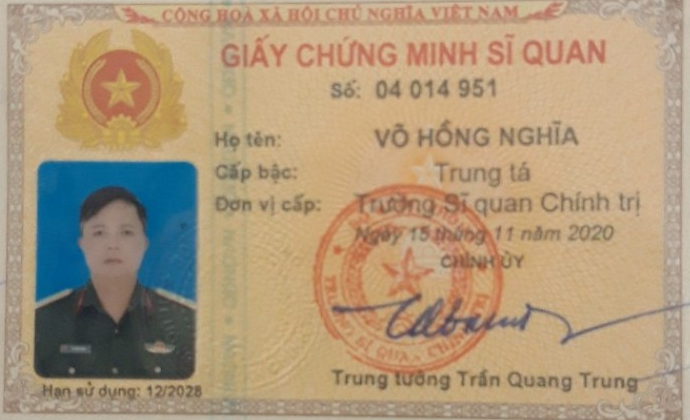 CỘNG HOÀ XÃ HỘI CHỦ NGHĨA VIỆT NAM
GIẤY CHỨNG MINH SĨ QUAN
Số: 04 014 951
Họ tên: VÕ HỒNG NGHĨA
Cấp bậc: Trung tá
Đơn vị cấp: Trường Sĩ quan Chính trị
Ngày 15 tháng 11 năm 2020
CHÍNH ỦY
Trung tướng Trần Quang Trung
Hạn sử dụng: 12/2028